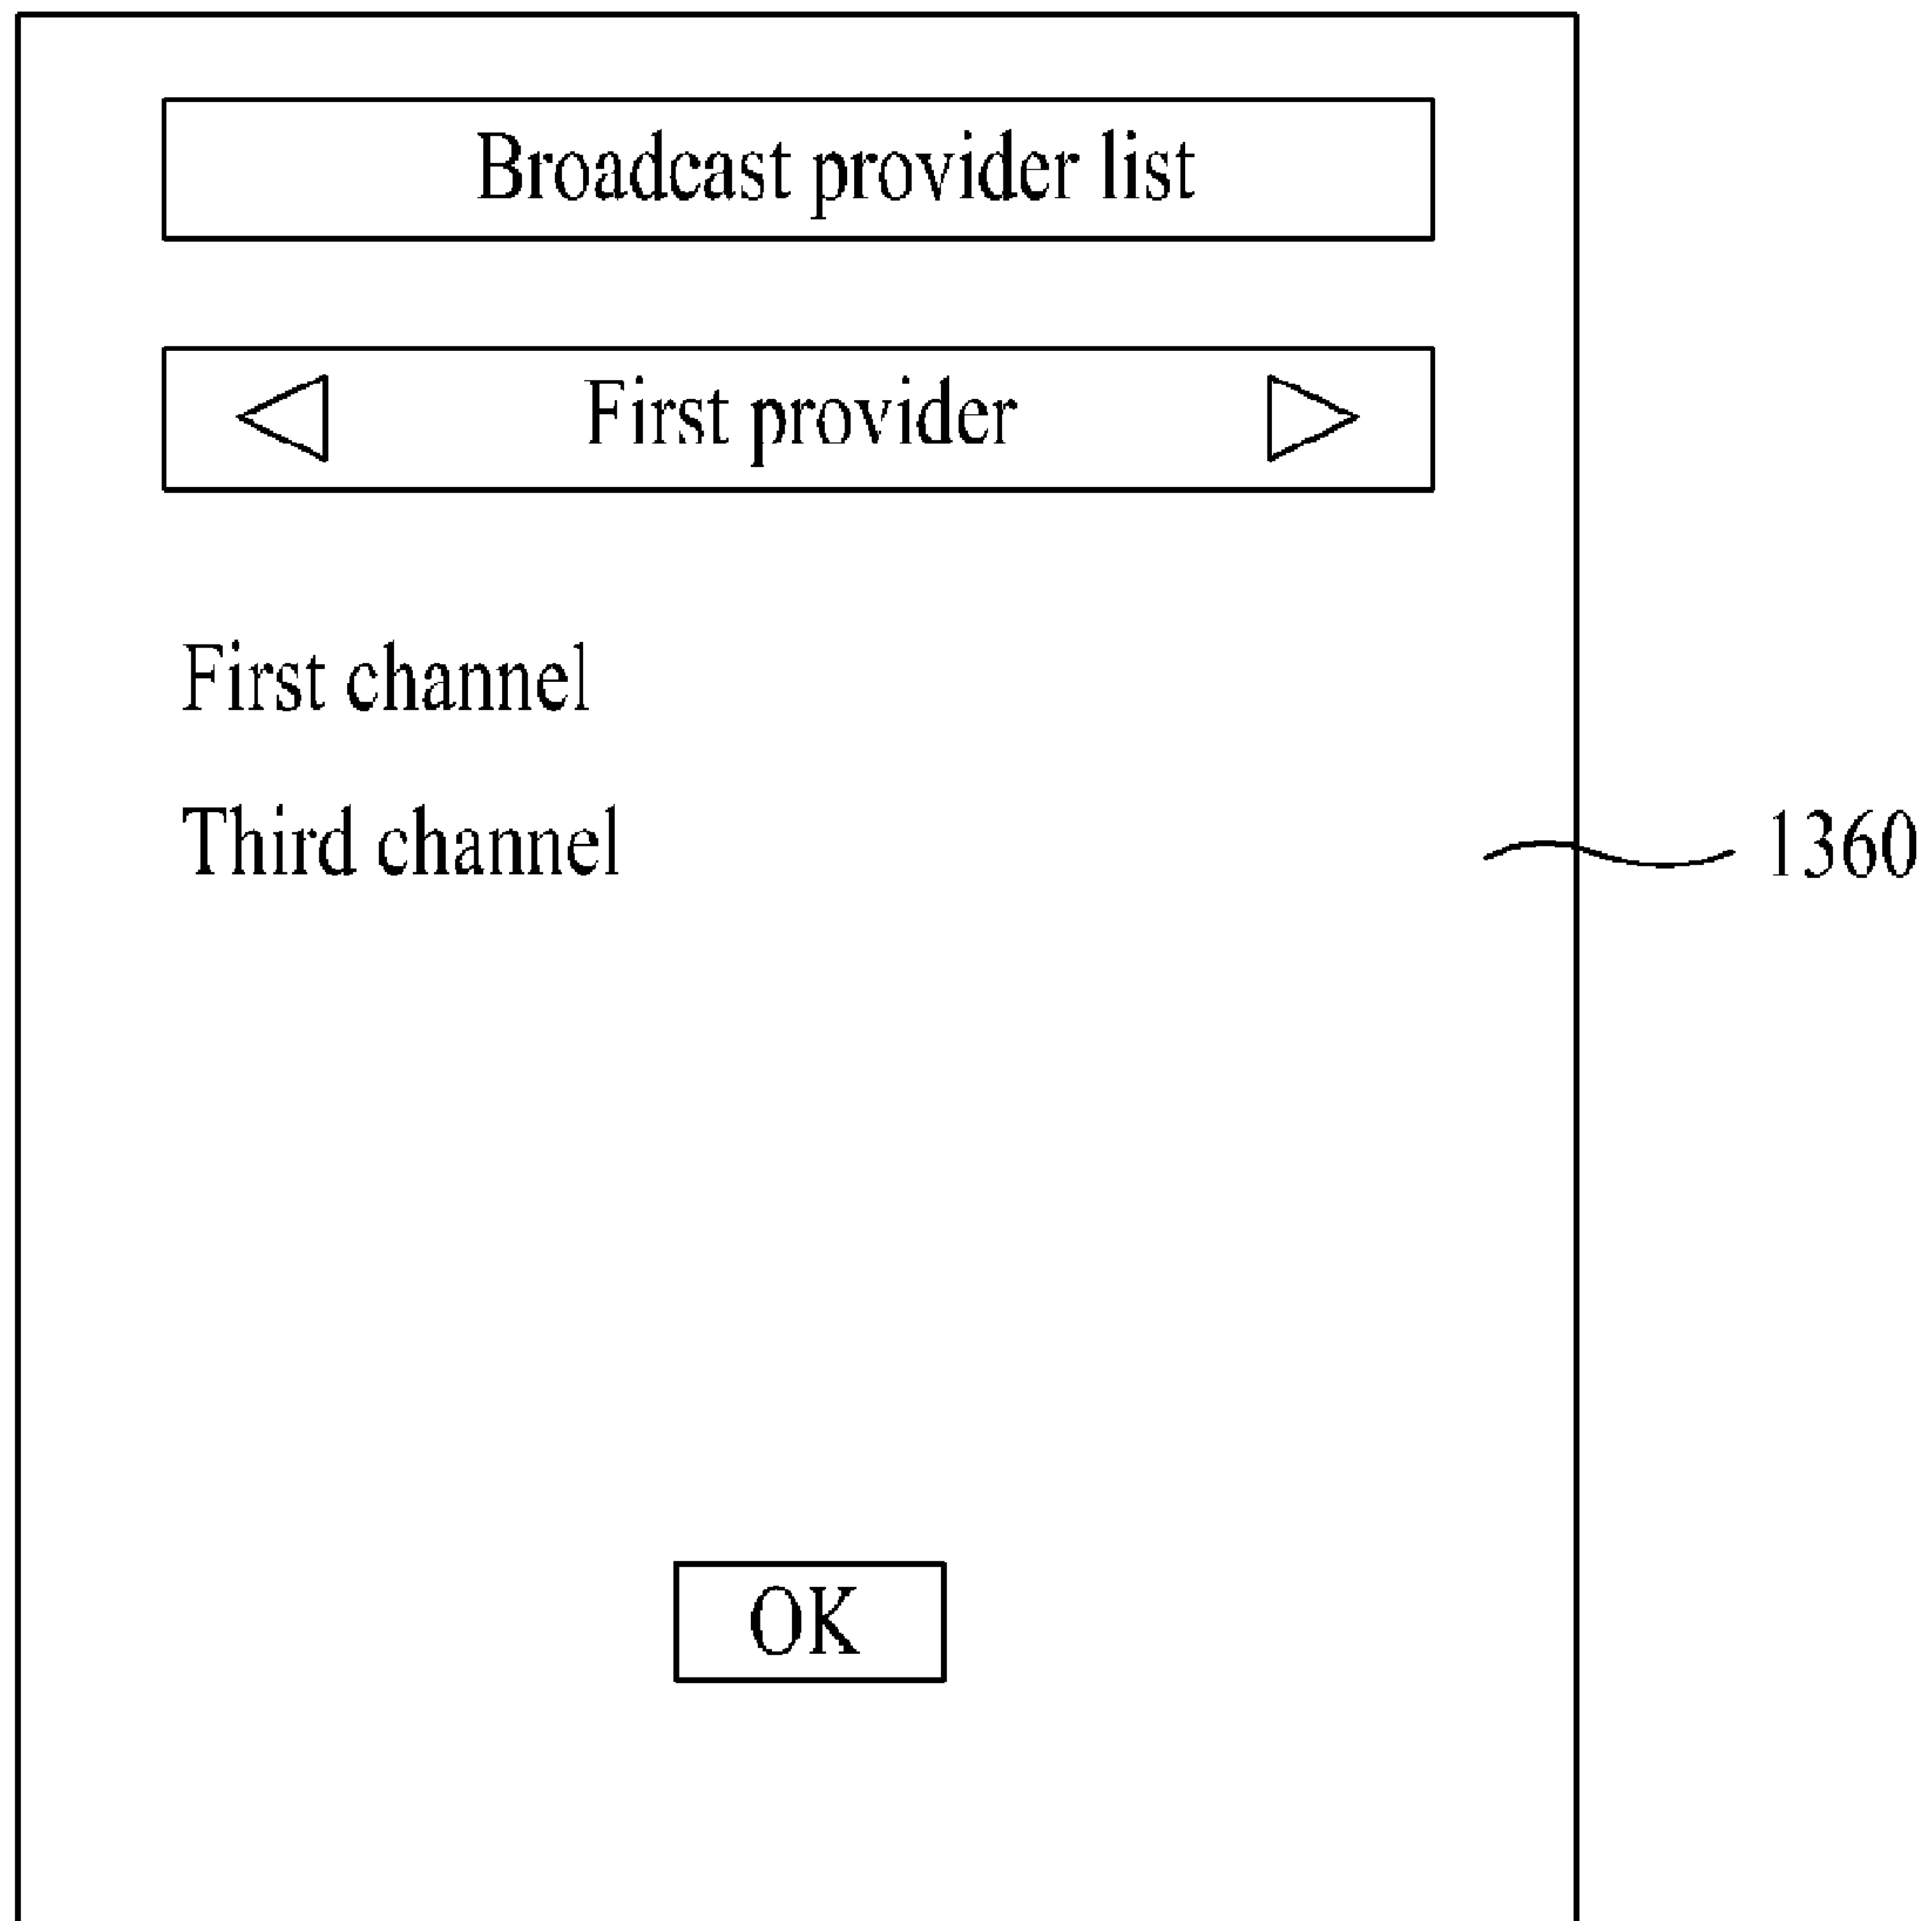 Broadcast provider list
First provider
First channel
Third channel
1360
OK